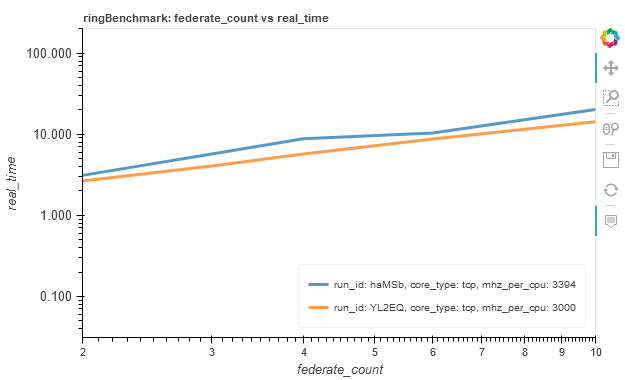 ringBenchmark: federate_count vs real_time
100.000
10.000
1.000
0.100
real_time
run_id: haMSb, core_type: tcp, mhz_per_cpu: 3394
run_id: YL2EQ, core_type: tcp, mhz_per_cpu: 3000
2 3 4 5 6 7 8 9 10
federate_count